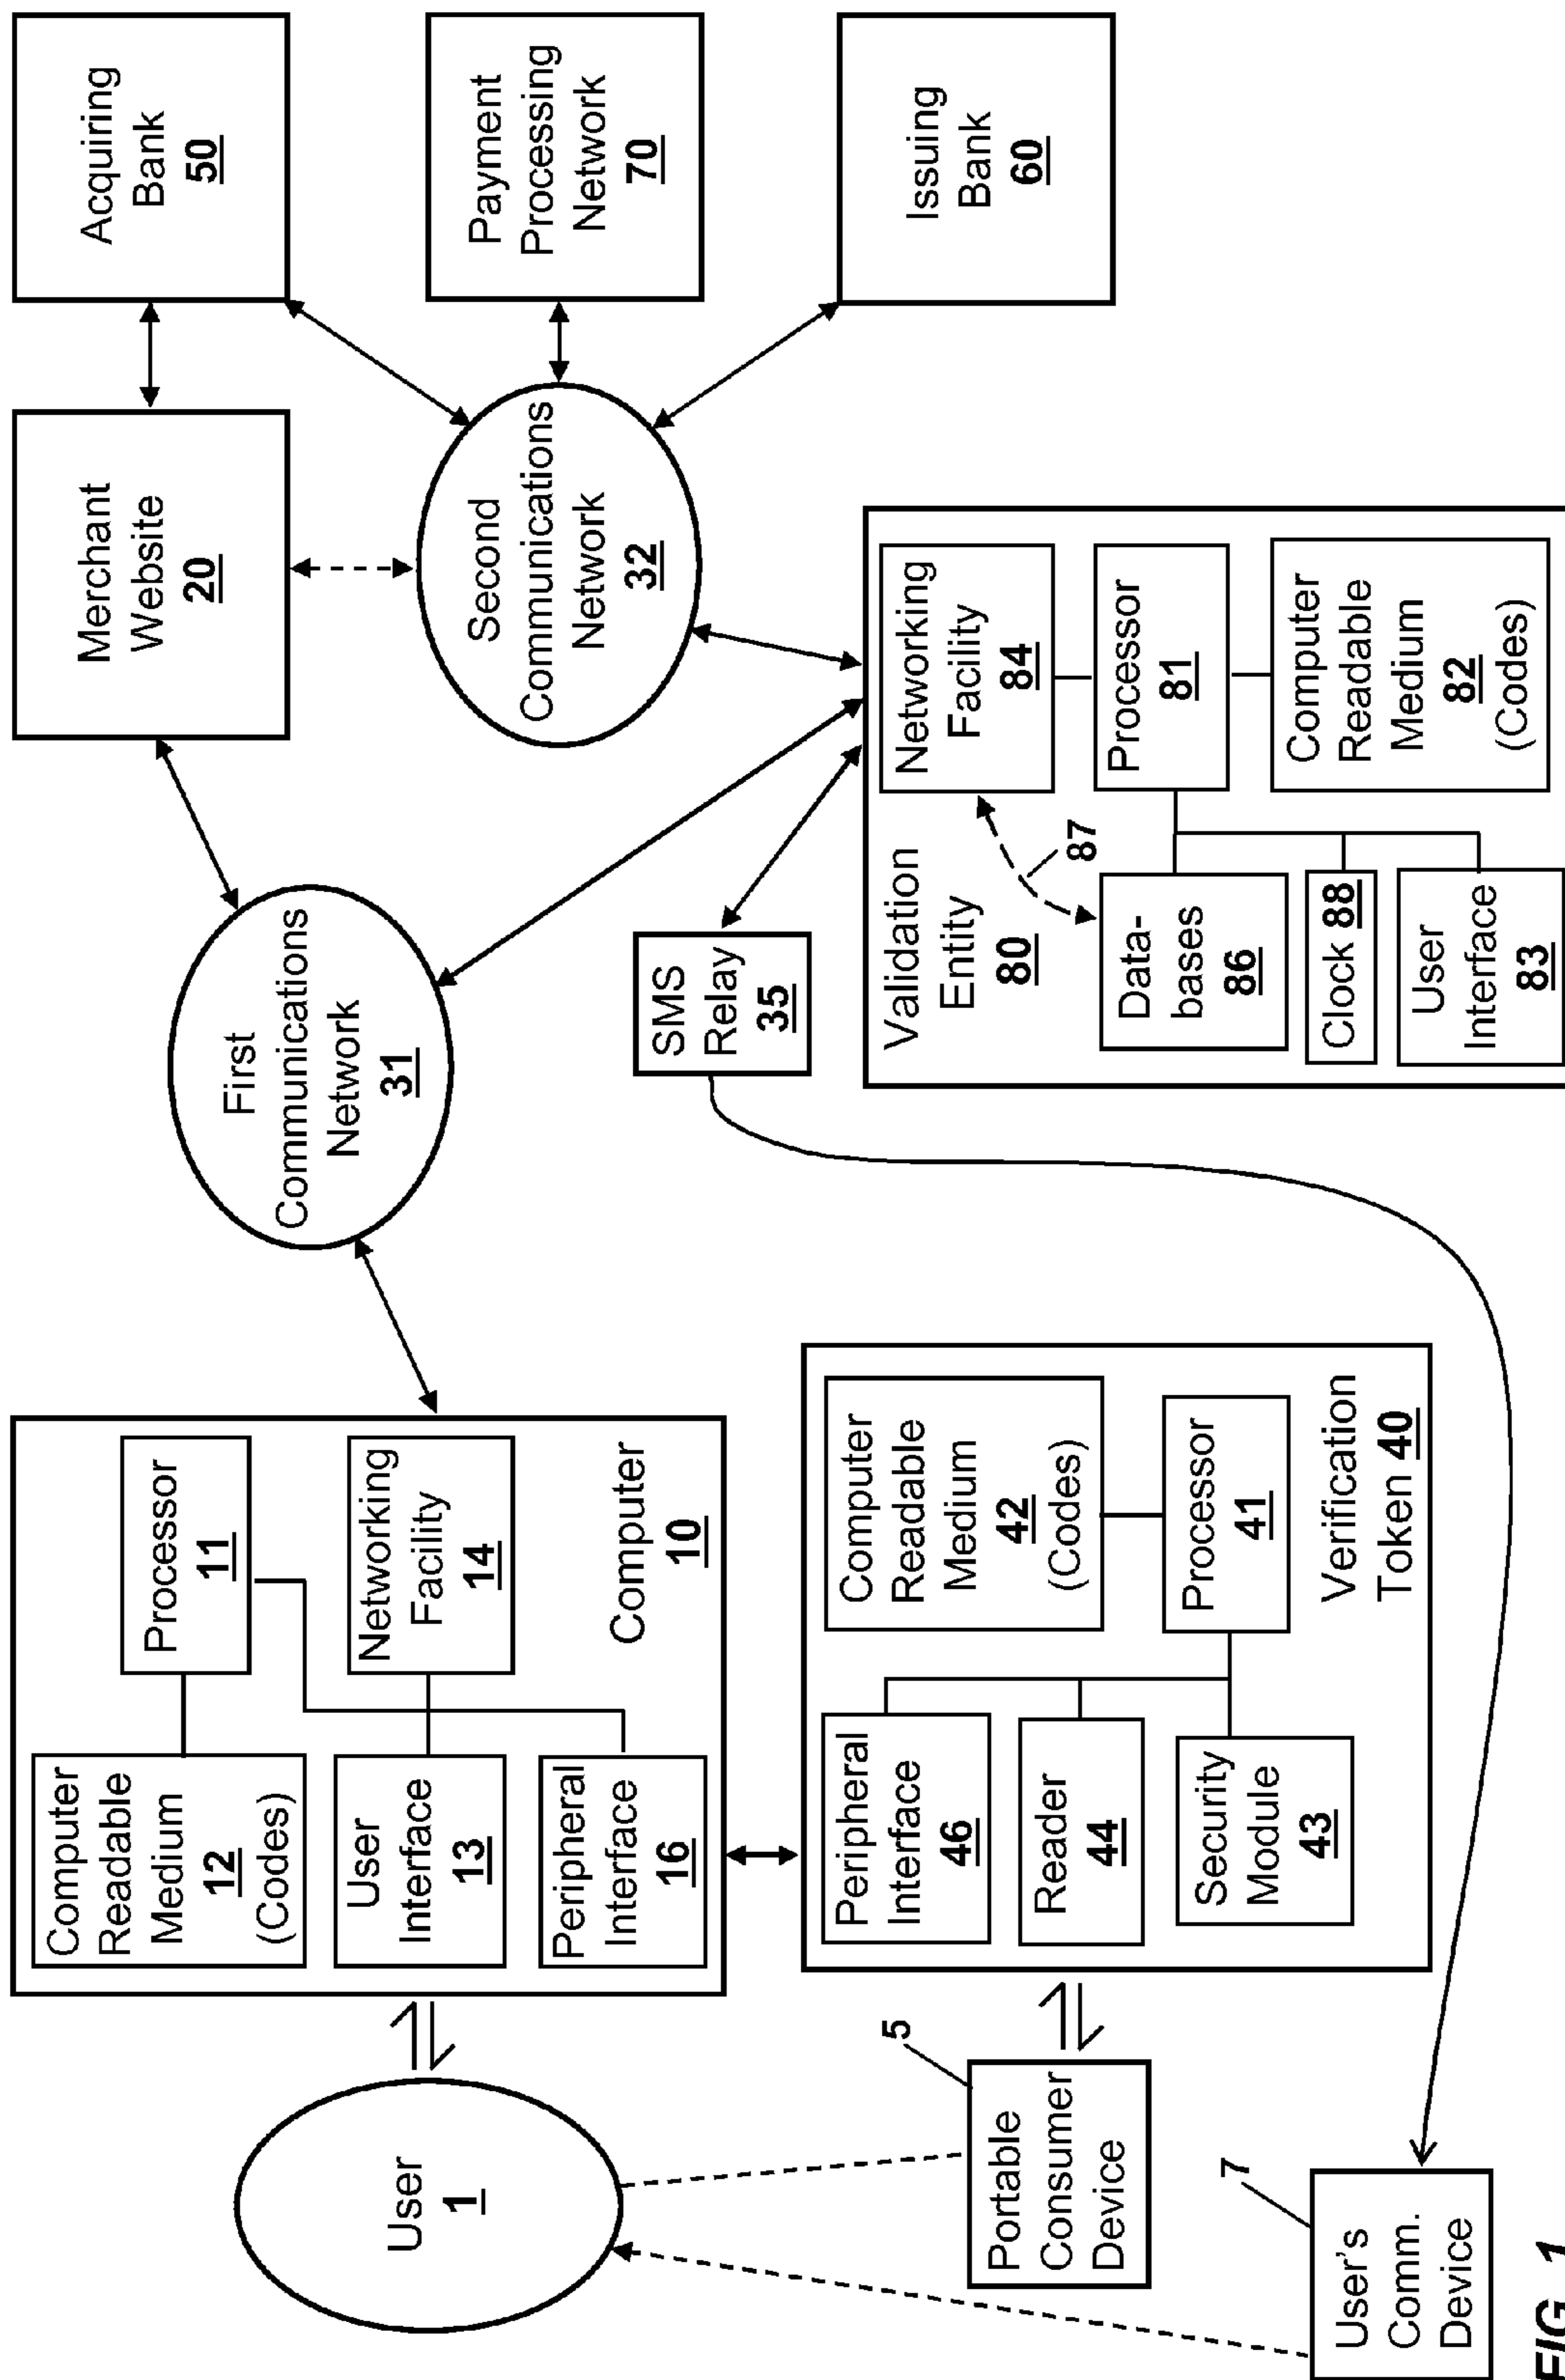 User
1
Computer
Readable
Medium
12
(Codes)
Processor
11
User
Interface
13
Networking
Facility
14
Peripheral
Interface
16
Computer
10
First
Communications
Network
31
Merchant
Website
20
Acquiring
Bank
50
Second
Communications
Network
32
Payment
Processing
Network
70
Issuing
Bank
60
5
Portable
Consumer
Device
7
User's
Comm.
Device
Peripheral
Interface
46
Reader
44
Security
Module
43
Computer
Readable
Medium
42
(Codes)
Processor
41
Verification
Token 40
SMS
Relay
35
Validation
Entity
80
Networking
Facility
84
87
Processor
81
Data-
bases
86
Clock 88
User
Interface
83
Computer
Readable
Medium
82
(Codes)
FIG. 1